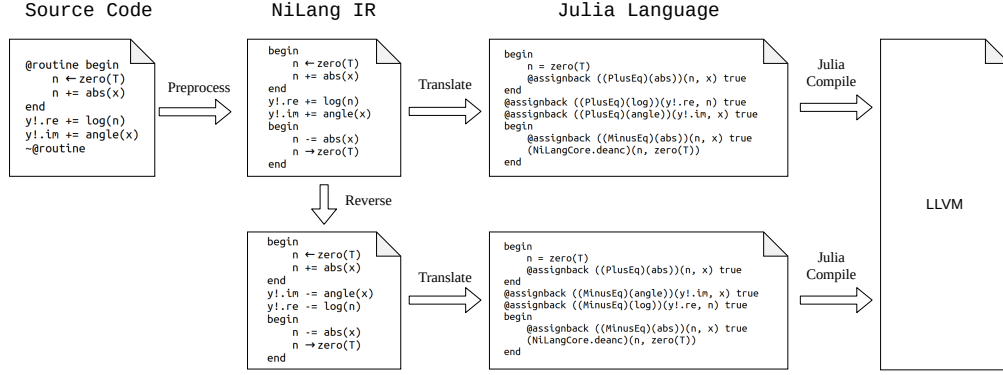 Source Code
NiLang IR
Julia Language
@routine begin
    n ←zero(T)
    n += abs(x)
end
y!.re += log(n)
y!.im += angle(x)
~@routine
Preprocess
begin
    n ←zero(T)
    n += abs(x)
end
y!.re += log(n)
y!.im += angle(x)
begin
    n -= abs(x)
    n →zero(T)
end
Translate
begin
    n = zero(T)
    @assignback ((PlusEq)(abs))(n, x) true
end
@assignback ((PlusEq)(log))(y!.re, n) true
@assignback ((PlusEq)(angle))(y!.im, x) true
begin
    @assignback ((MinusEq)(abs))(n, x) true
    (NiLangCore.deanc)(n, zero(T))
end
Julia
Compile
LLVM
Reverse
begin
    n ←zero(T)
    n += abs(x)
end
y!.im -= angle(x)
y!.re -= log(n)
begin
    n -= abs(x)
    n →zero(T)
end
Translate
begin
    n = zero(T)
    @assignback ((PlusEq)(abs))(n, x) true
end
@assignback ((MinusEq)(angle))(y!.im, x) true
@assignback ((MinusEq)(log))(y!.re, n) true
begin
    @assignback ((MinusEq)(abs))(n, x) true
    (NiLangCore.deanc)(n, zero(T))
end
Julia
Compile